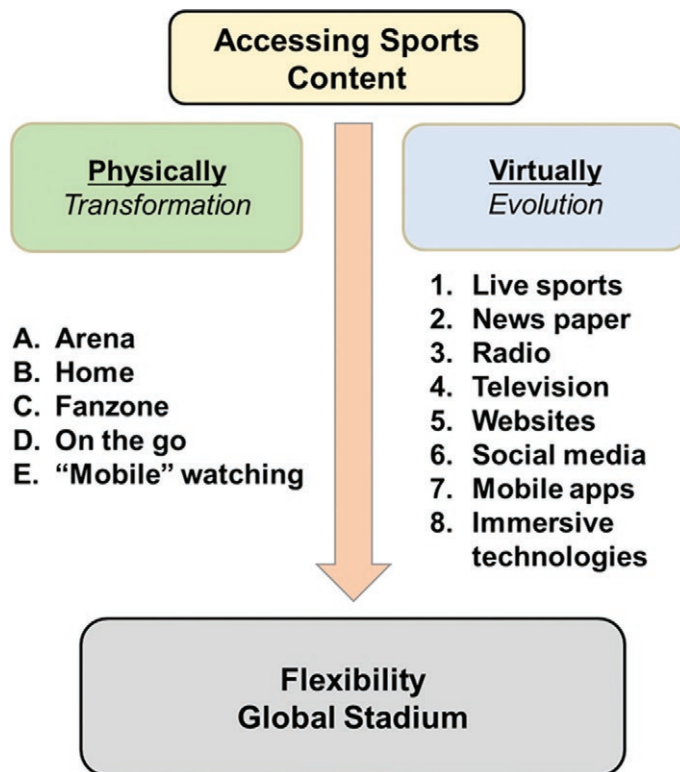 Accessing Sports
Content
Physically
Transformation
Virtually
Evolution
A. Arena
B. Home
C. Fanzone
D. On the go
E. “Mobile” watching
1. Live sports
2. News paper
3. Radio
4. Television
5. Websites
6. Social media
7. Mobile apps
8. Immersive
technologies
Flexibility
Global Stadium